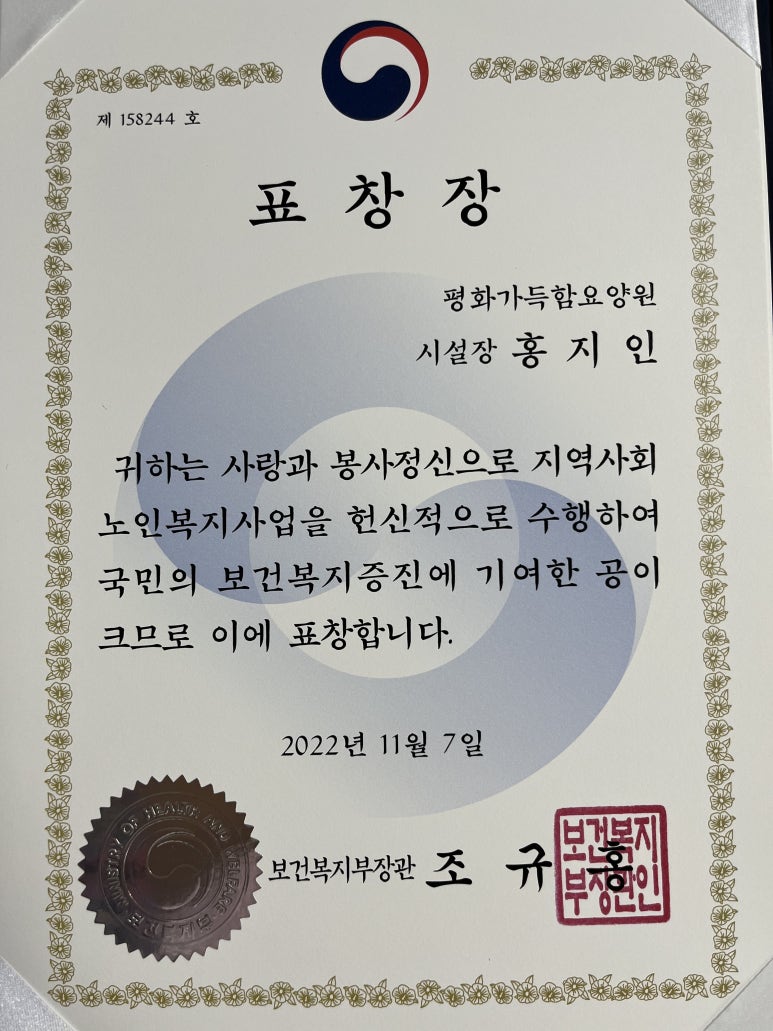 제 158244 호
표 창 장
평화가득함요양원
시설장 홍 지 인
귀하는 사랑과 봉사정신으로 지역사회
노인복지사업을 헌신적으로 수행하여
국민의 보건복지증진에 기여한 공이
크므로 이에 표창합니다.
2022년 11월 7일
보건복지부장관 조 규 홍
보건복지
부장관인
MINISTRY OF HEALTH AND WELFARE